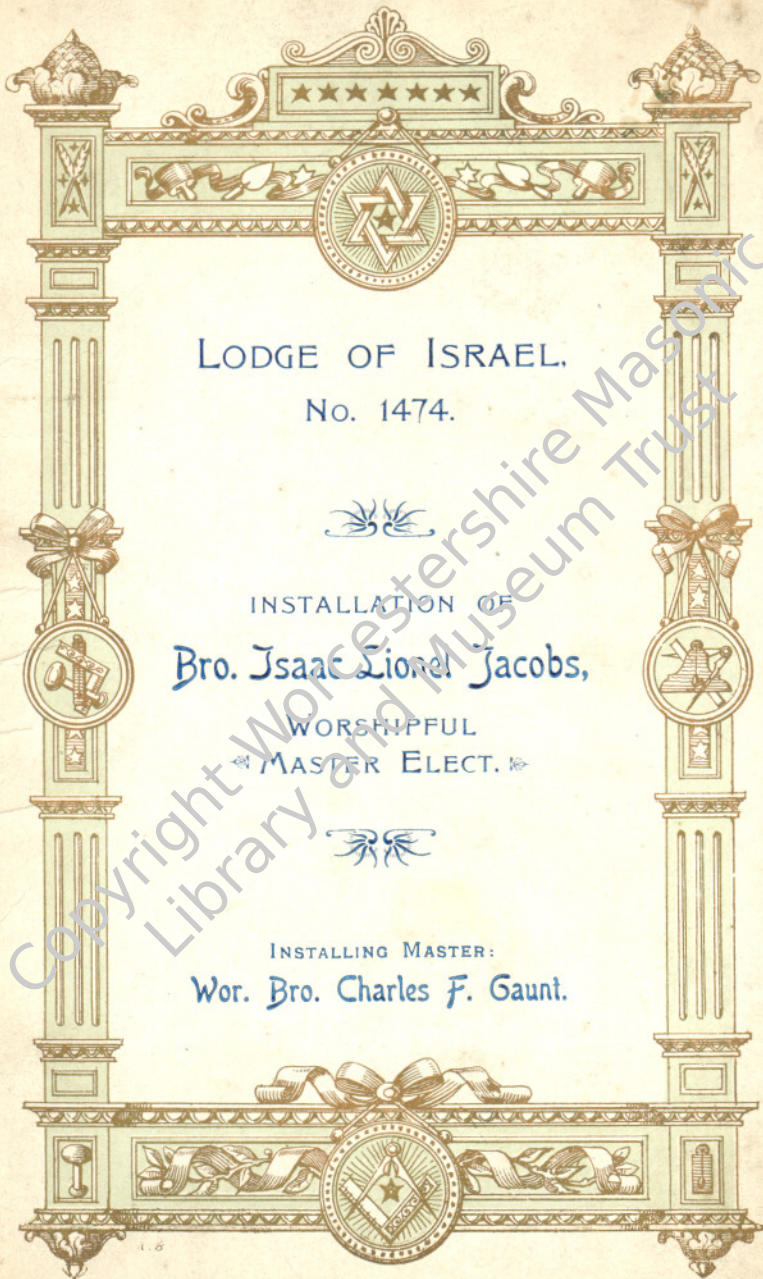 LODGE OF ISRAEL,
No. 1474.
INSTALLATION OF
Bro. Isaac Lionel Jacobs,
WORSHIPFUL
MASTER ELECT.
INSTALLING MASTER:
Wor. Bro. Charles F. Gaunt.
Copyright Worcestershire Masonic
Library and Museum Trust